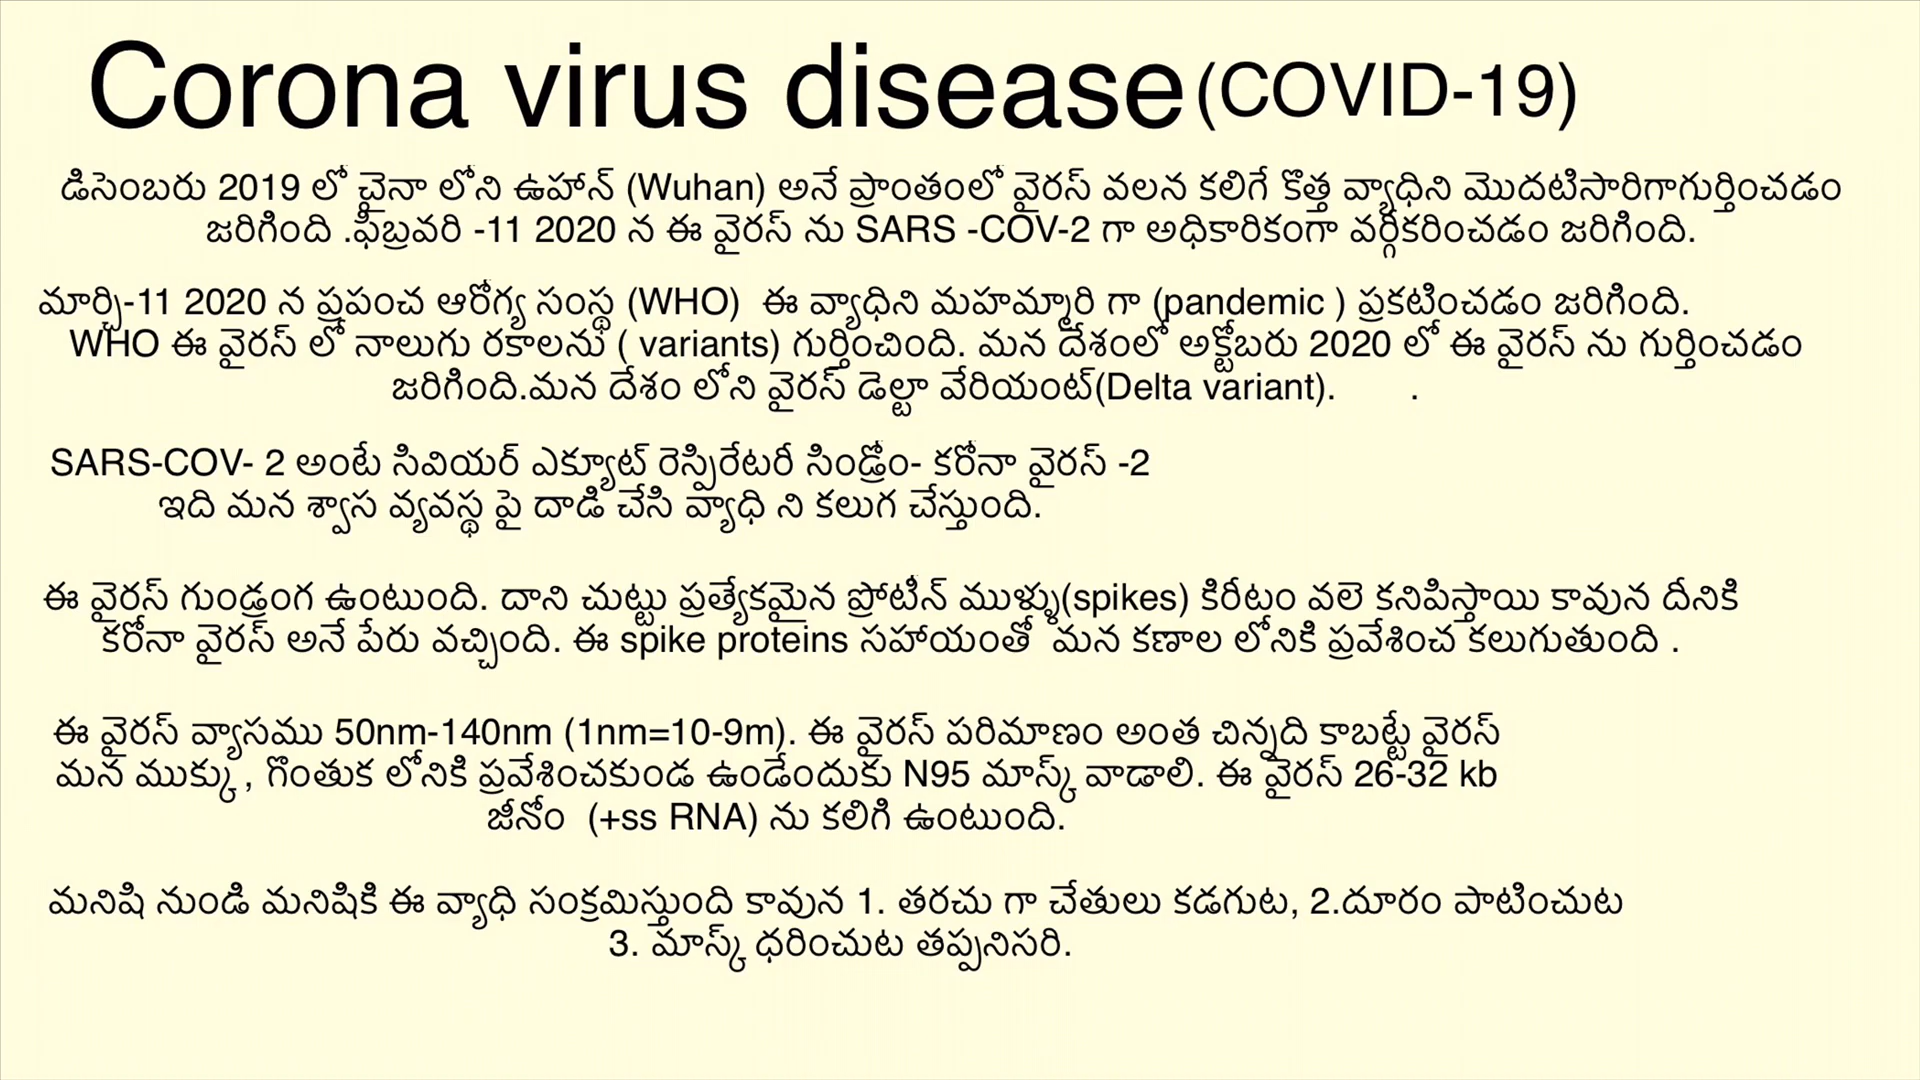 Corona virus disease(COVID-19)
డిసెంబరు 2019 లో చైనా లోని ఉహాన్ (Wuhan) అనే ప్రాంతంలో వైరస్ వలన కలిగే కొత్త వ్యాధిని మొదటిసారిగాగుర్తించడం
జరిగింది .ఫిబ్రవరి -11 2020 న ఈ వైరస్ ను SARS -COV-2 గా అధికారికంగా వర్గీకరించడం జరిగింది.
మార్చి-11 2020 న ప్రపంచ ఆరోగ్య సంస్థ (WHO) ఈ వ్యాధిని మహమ్మారి గా (pandemic ) ప్రకటించడం జరిగింది.
WHO ఈ వైరస్ లో నాలుగు రకాలను ( variants) గుర్తించింది. మన దేశంలో అక్టోబరు 2020 లో ఈ వైరస్ ను గుర్తించడం
జరిగింది.మన దేశం లోని వైరస్ డెల్టా వేరియంట్(Delta variant). .
SARS-COV- 2 అంటే సివియర్ ఎక్యూట్ రెస్పిరేటరీ సిండ్రోం- కరోనా వైరస్ -2
ఇది మన శ్వాస వ్యవస్థ పై దాడి చేసి వ్యాధి ని కలుగ చేస్తుంది.
ఈ వైరస్ గుండ్రంగ ఉంటుంది. దాని చుట్టు ప్రత్యేకమైన ప్రోటీన్ ముళ్ళు(spikes) కిరీటం వలె కనిపిస్తాయి కావున దీనికి
కరోనా వైరస్ అనే పేరు వచ్చింది. ఈ spike proteins సహాయంతో మన కణాల లోనికి ప్రవేశించ కలుగుతుంది .
ఈ వైరస్ వ్యాసము 50nm-140nm (1nm=10-9m). ఈ వైరస్ పరిమాణం అంత చిన్నది కాబట్టే వైరస్
మన ముక్కు, గొంతుక లోనికి ప్రవేశించకుండ ఉండేందుకు N95 మాస్క్ వాడాలి. ఈ వైరస్ 26-32 kb
జీనోం (+ss RNA) ను కలిగి ఉంటుంది.
మనిషి నుండి మనిషికి ఈ వ్యాధి సంక్రమిస్తుంది కావున 1. తరచు గా చేతులు కడగుట, 2.దూరం పాటించుట
3. మాస్క్ ధరించుట తప్పనిసరి.